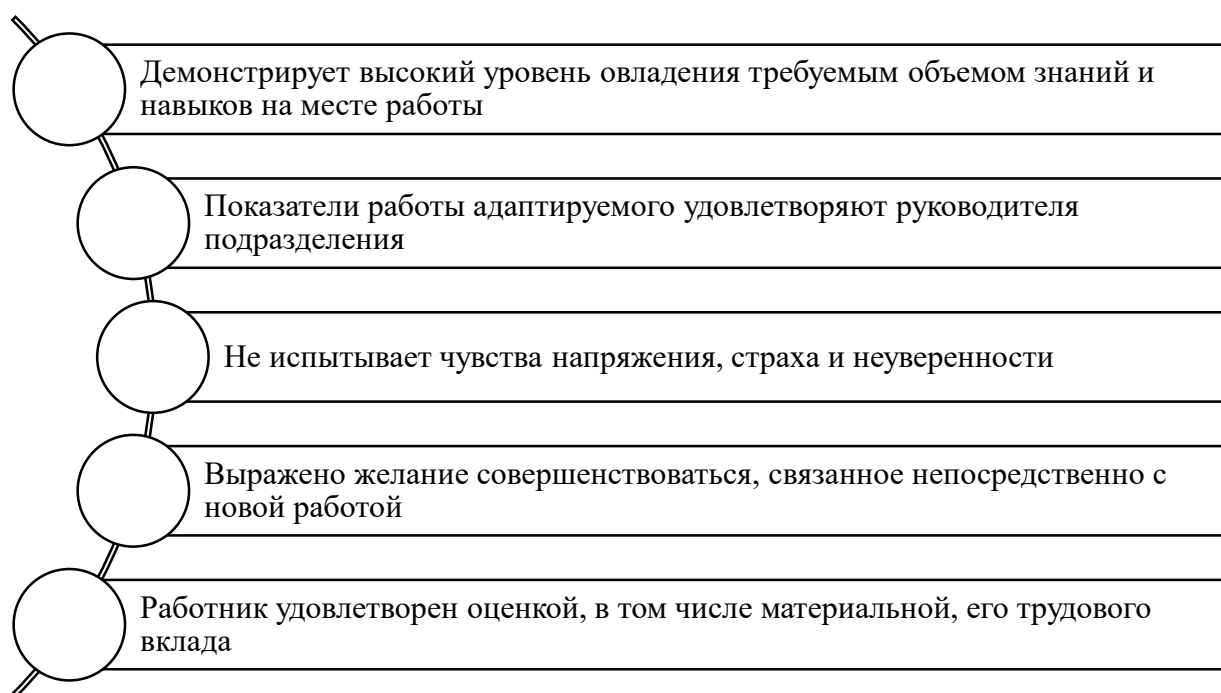 Демонстрирует высокий уровень овладения требуемым объемом знаний и
навыков на месте работы
Показатели работы адаптируемого удовлетворяют руководителя
подразделения
Не испытывает чувства напряжения, страха и неуверенности
Выражено желание совершенствоваться, связанное непосредственно с
новой работой
Работник удовлетворен оценкой, в том числе материальной, его трудового
вклада